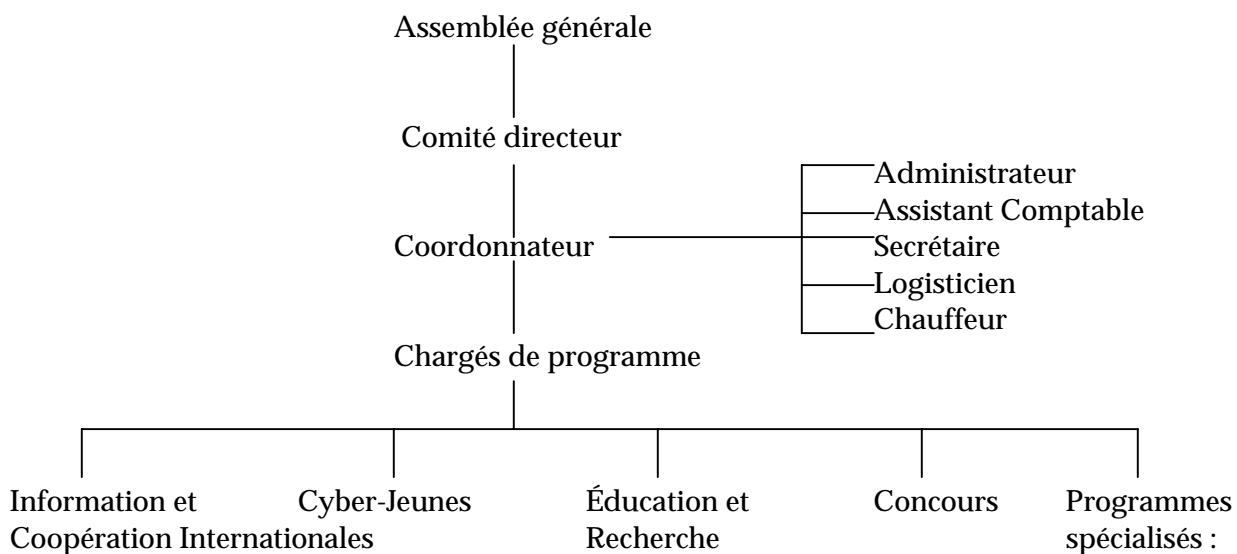 Assemblée générale
Comité directeur
Administrateur
Assistant Comptable
Coordonnateur
Secrétaire
Logisticien
Chauffeur
Chargés de programme
Information et
Coopération Internationales
Cyber-Jeunes
Éducation et
Recherche
Concours
Programmes
spécialisés :